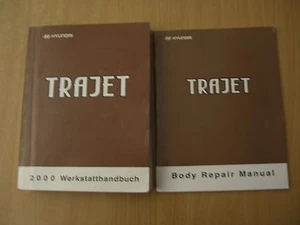 HYUNDAI
TRAJET
2000 Werkstatthandbuch
HYUNDAI
TRAJET
Body Repair Manual